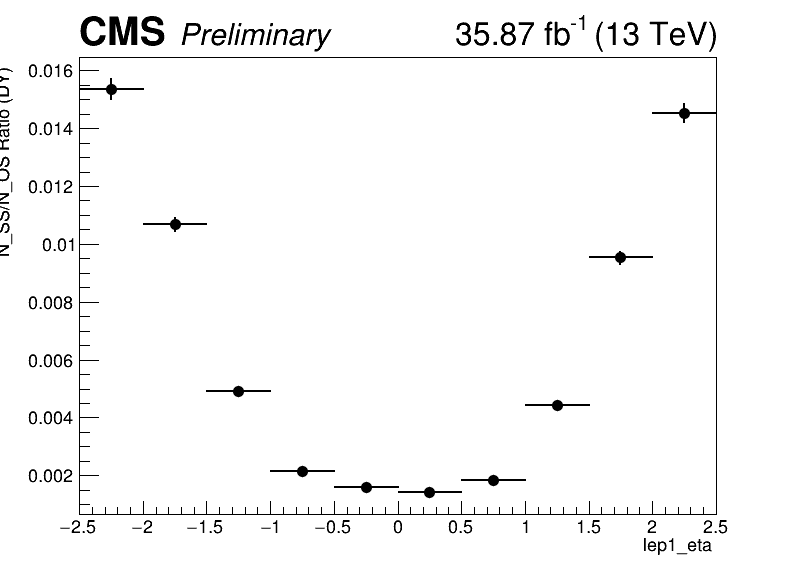 CMS Preliminary 35.87 fb⁻¹ (13 TeV)
N_SS/N_OS Ratio (DY)
0.016
0.014
0.012
0.01
0.008
0.006
0.004
0.002
−2.5 −2 −1.5 −1 −0.5 0 0.5 1 1.5 2 2.5
lep1_eta